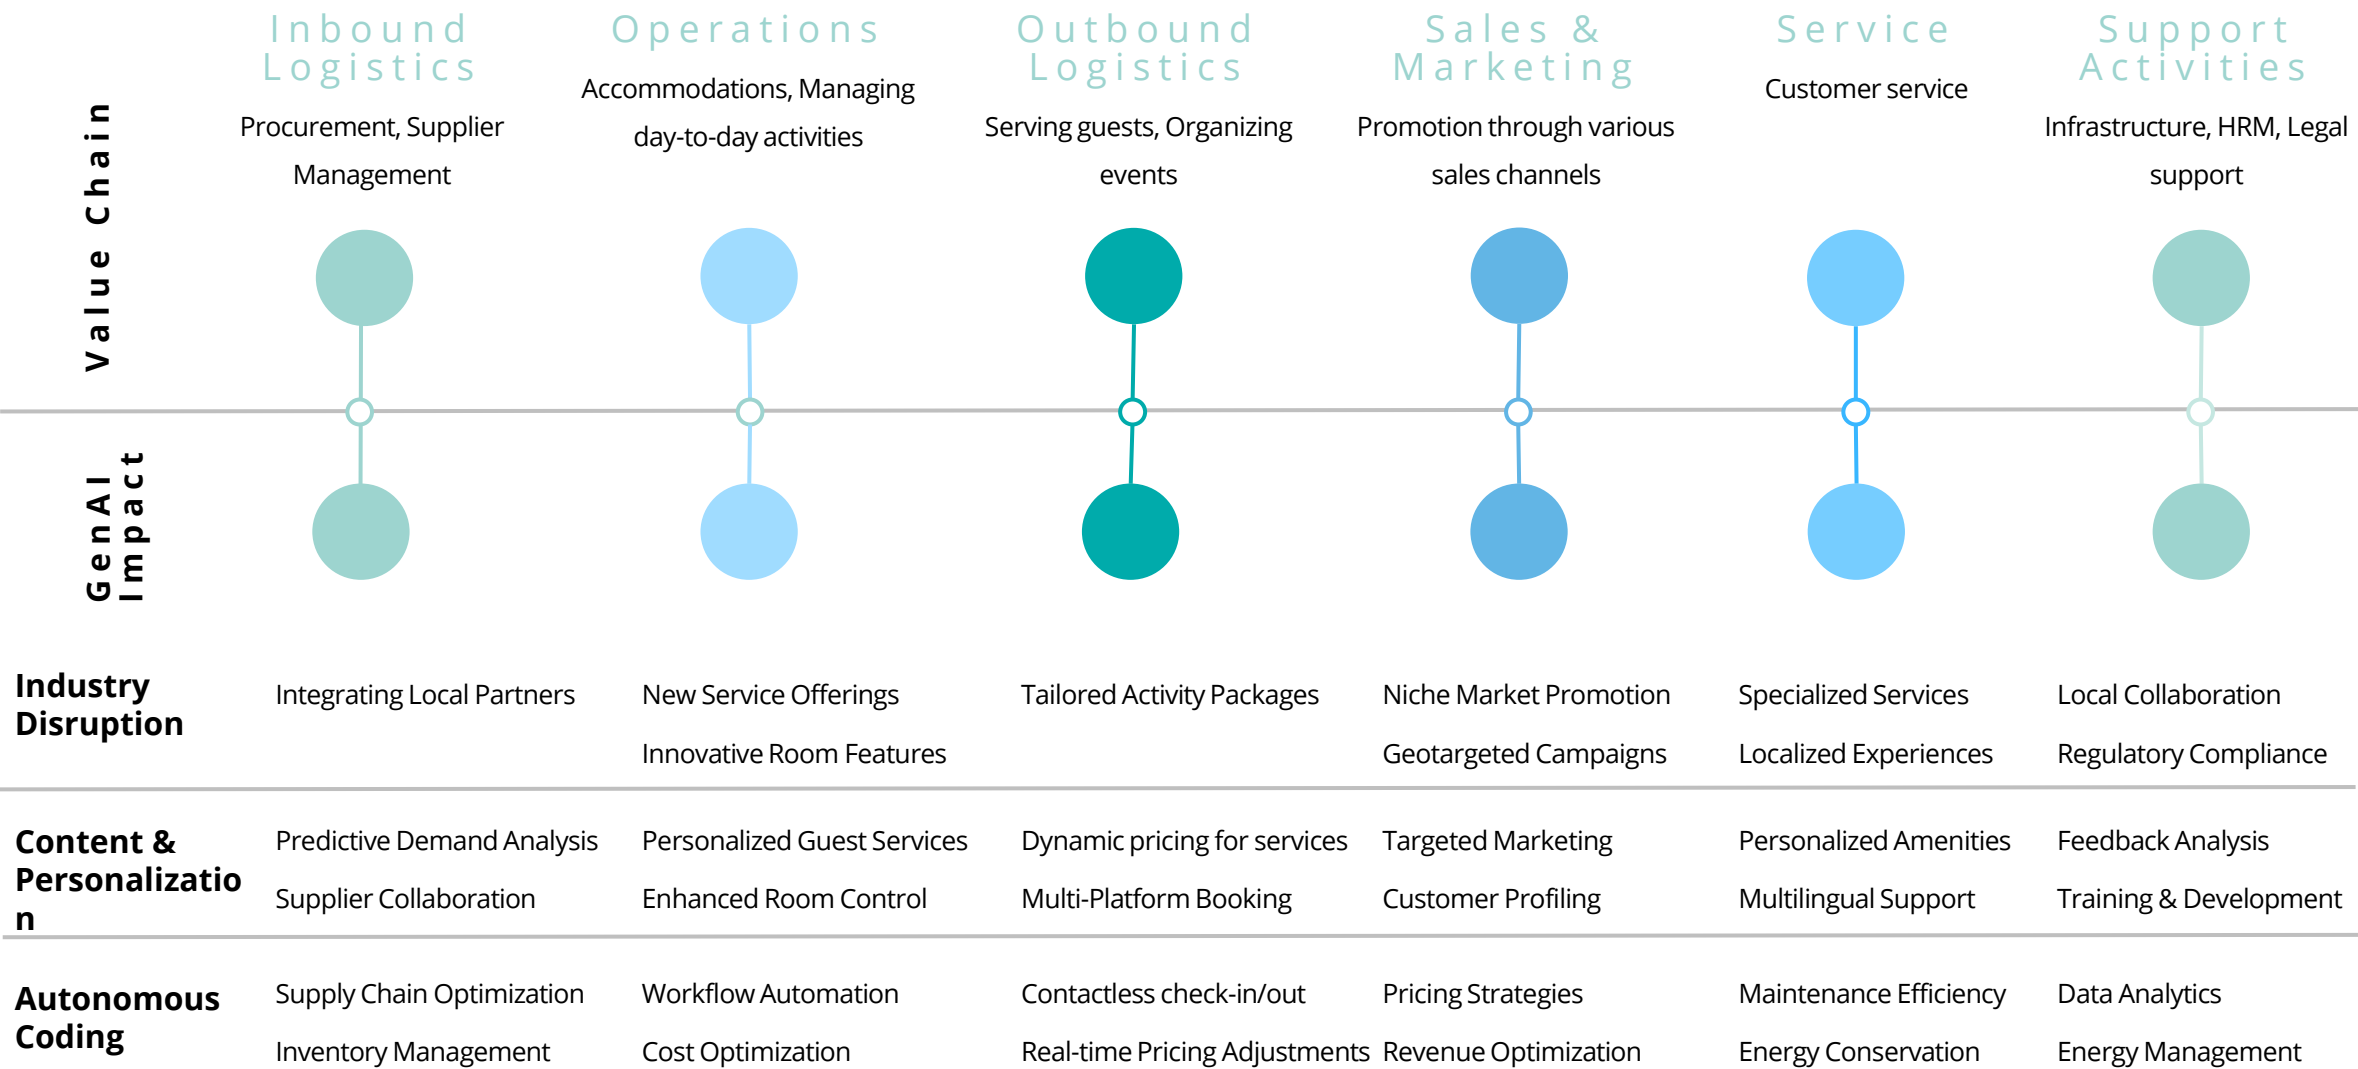 Inbound
Logistics
Procurement, Supplier
Management
Operations
Accommodations, Managing
day-to-day activities
Outbound
Logistics
Serving guests, Organizing
events
Sales &
Marketing
Promotion through various
sales channels
Service
Customer service
Support
Activities
Infrastructure, HRM, Legal
support
Value Chain
GenAI
Impact
Industry
Disruption
Integrating Local Partners
New Service Offerings
Innovative Room Features
Tailored Activity Packages
Niche Market Promotion
Geotargeted Campaigns
Specialized Services
Localized Experiences
Local Collaboration
Regulatory Compliance
Content &
Personalizatio
n
Predictive Demand Analysis
Supplier Collaboration
Personalized Guest Services
Enhanced Room Control
Dynamic pricing for services
Multi-Platform Booking
Targeted Marketing
Customer Profiling
Personalized Amenities
Multilingual Support
Feedback Analysis
Training & Development
Autonomous
Coding
Supply Chain Optimization
Inventory Management
Workflow Automation
Cost Optimization
Contactless check-in/out
Real-time Pricing Adjustments
Pricing Strategies
Revenue Optimization
Maintenance Efficiency
Energy Conservation
Data Analytics
Energy Management